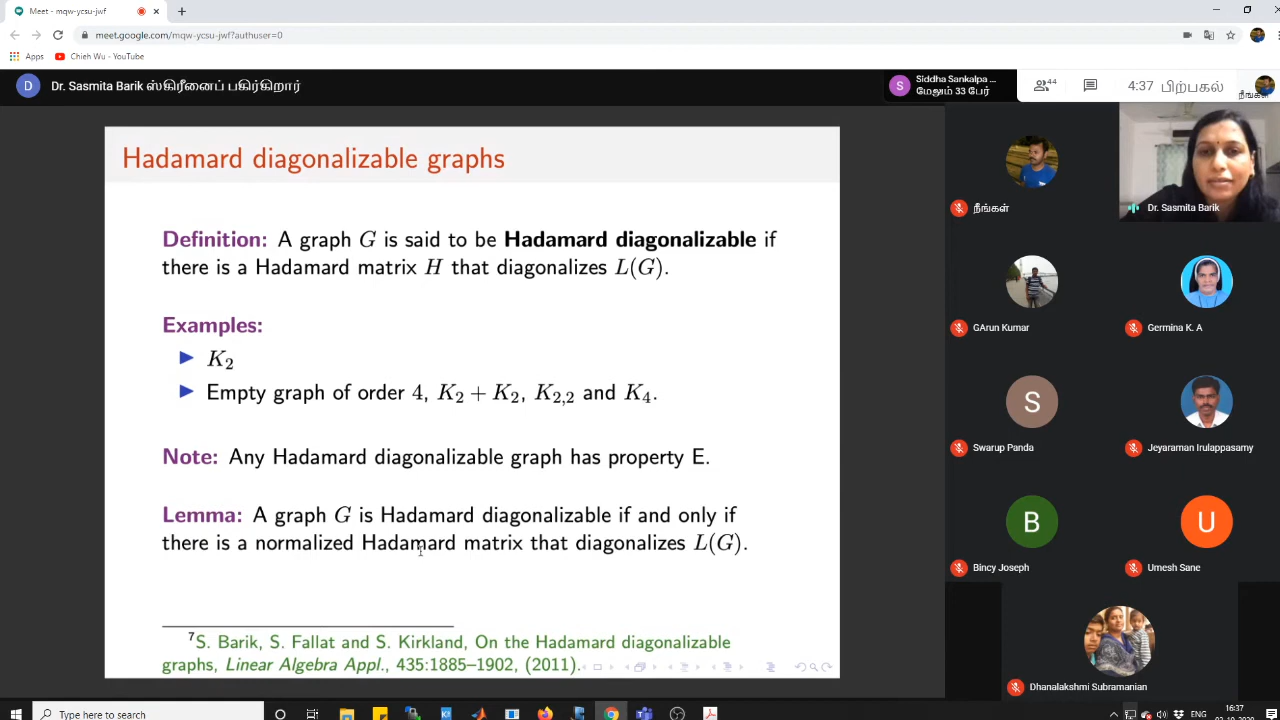 Meet - mqw-ycsu-jwf
meet.google.com/mqw-ycsu-jwf?authuser=0
Apps
Chieh Wu - YouTube
D
Dr. Sasmita Barik ஸ்கிரீனைப் பகிர்கிறார்
S
Siddha Sankalpa ...
மேலும் 33 பேர்
44
4:37 பிற்பகல்
நீங்கள்
Hadamard diagonalizable graphs
Definition: A graph G is said to be Hadamard diagonalizable if
there is a Hadamard matrix H that diagonalizes L(G).
Examples:
K2
Empty graph of order 4, K2 + K2, K2,2 and K4.
Note: Any Hadamard diagonalizable graph has property E.
Lemma: A graph G is Hadamard diagonalizable if and only if
there is a normalized Hadamard matrix that diagonalizes L(G).
7S. Barik, S. Fallat and S. Kirkland, On the Hadamard diagonalizable
graphs, Linear Algebra Appl., 435:1885–1902, (2011).
நீங்கள்
Dr. Sasmita Barik
GArun Kumar
Germina K. A
S
Swarup Panda
Jeyaraman Irulappasamy
B
Bincy Joseph
U
Umesh Sane
Dhanalakshmi Subramanian
Type here to search
ENG
16:37